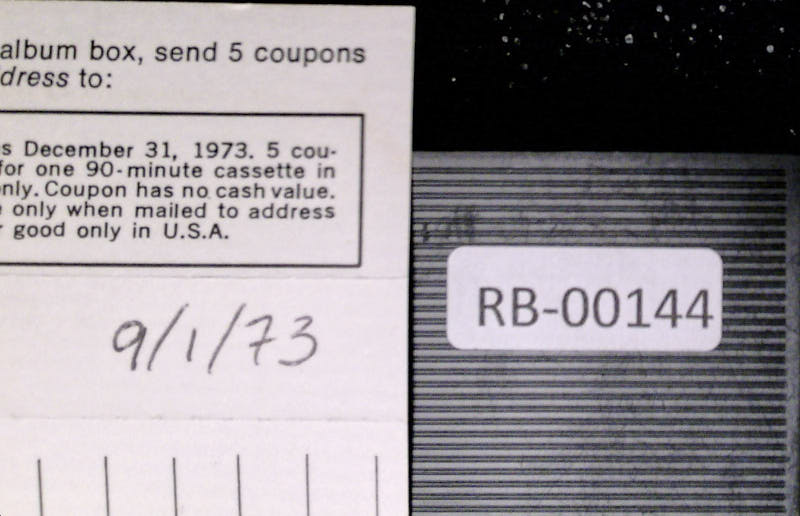 album box, send 5 coupons
dress to:
s December 31, 1973. 5 cou-
for one 90-minute cassette in
nly. Coupon has no cash value.
only when mailed to address
good only in U.S.A.
9/1/73
RB-00144